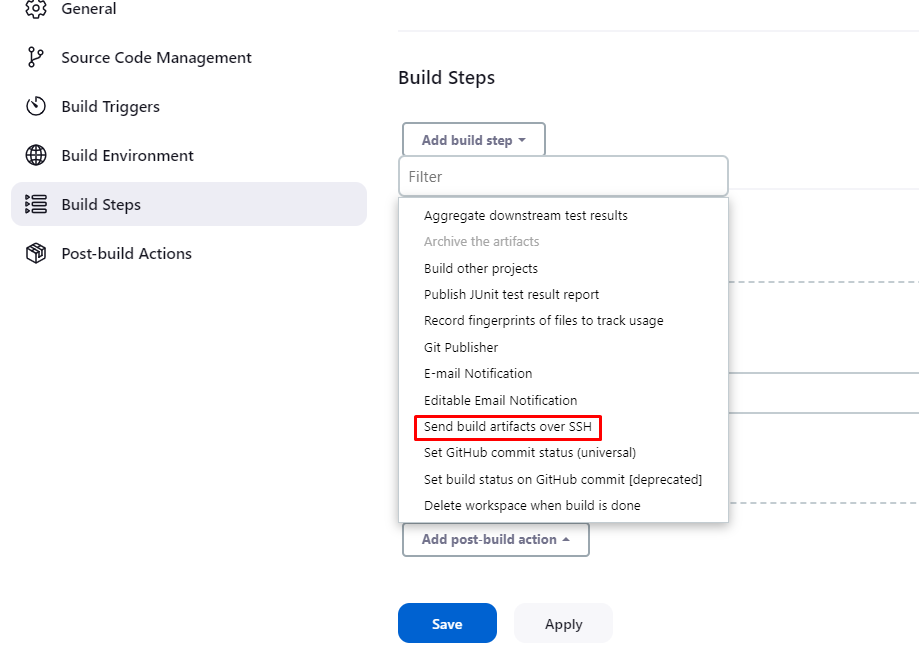 General
Source Code Management
Build Triggers
Build Environment
Build Steps
Post-build Actions
Build Steps
Add build step
Filter
Aggregate downstream test results
Archive the artifacts
Build other projects
Publish JUnit test result report
Record fingerprints of files to track usage
Git Publisher
E-mail Notification
Editable Email Notification
Send build artifacts over SSH
Set GitHub commit status (universal)
Set build status on GitHub commit [deprecated]
Delete workspace when build is done
Add post-build action
Save
Apply